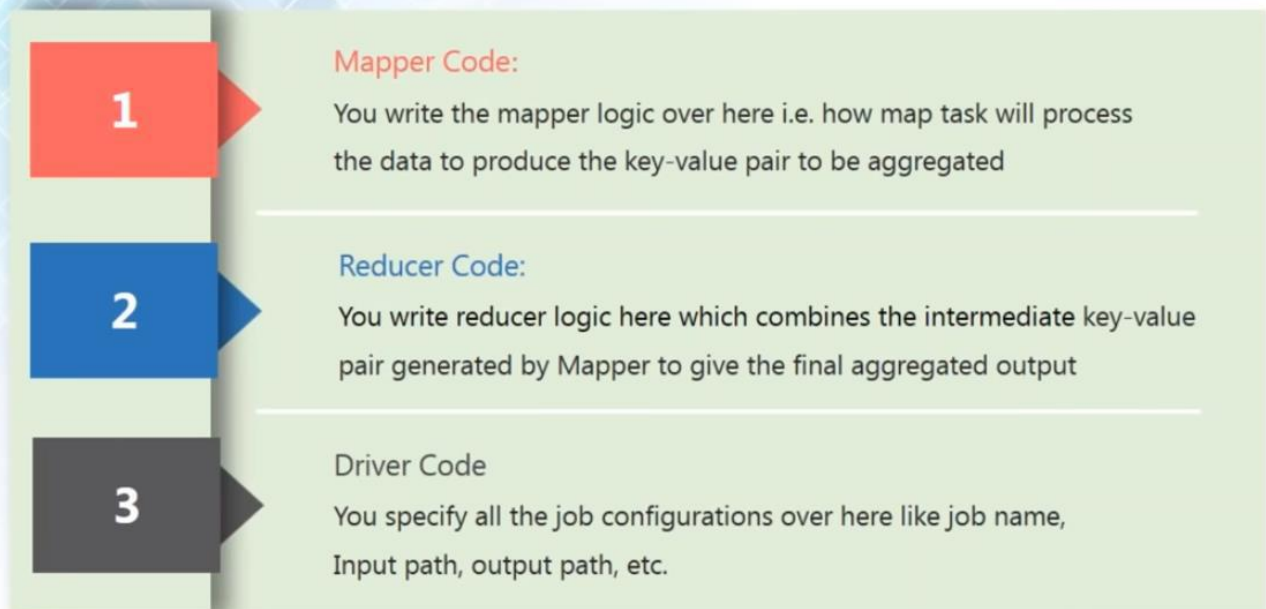 1
Mapper Code:
You write the mapper logic over here i.e. how map task will process
the data to produce the key-value pair to be aggregated
2
Reducer Code:
You write reducer logic here which combines the intermediate key-value
pair generated by Mapper to give the final aggregated output
3
Driver Code
You specify all the job configurations over here like job name,
Input path, output path, etc.